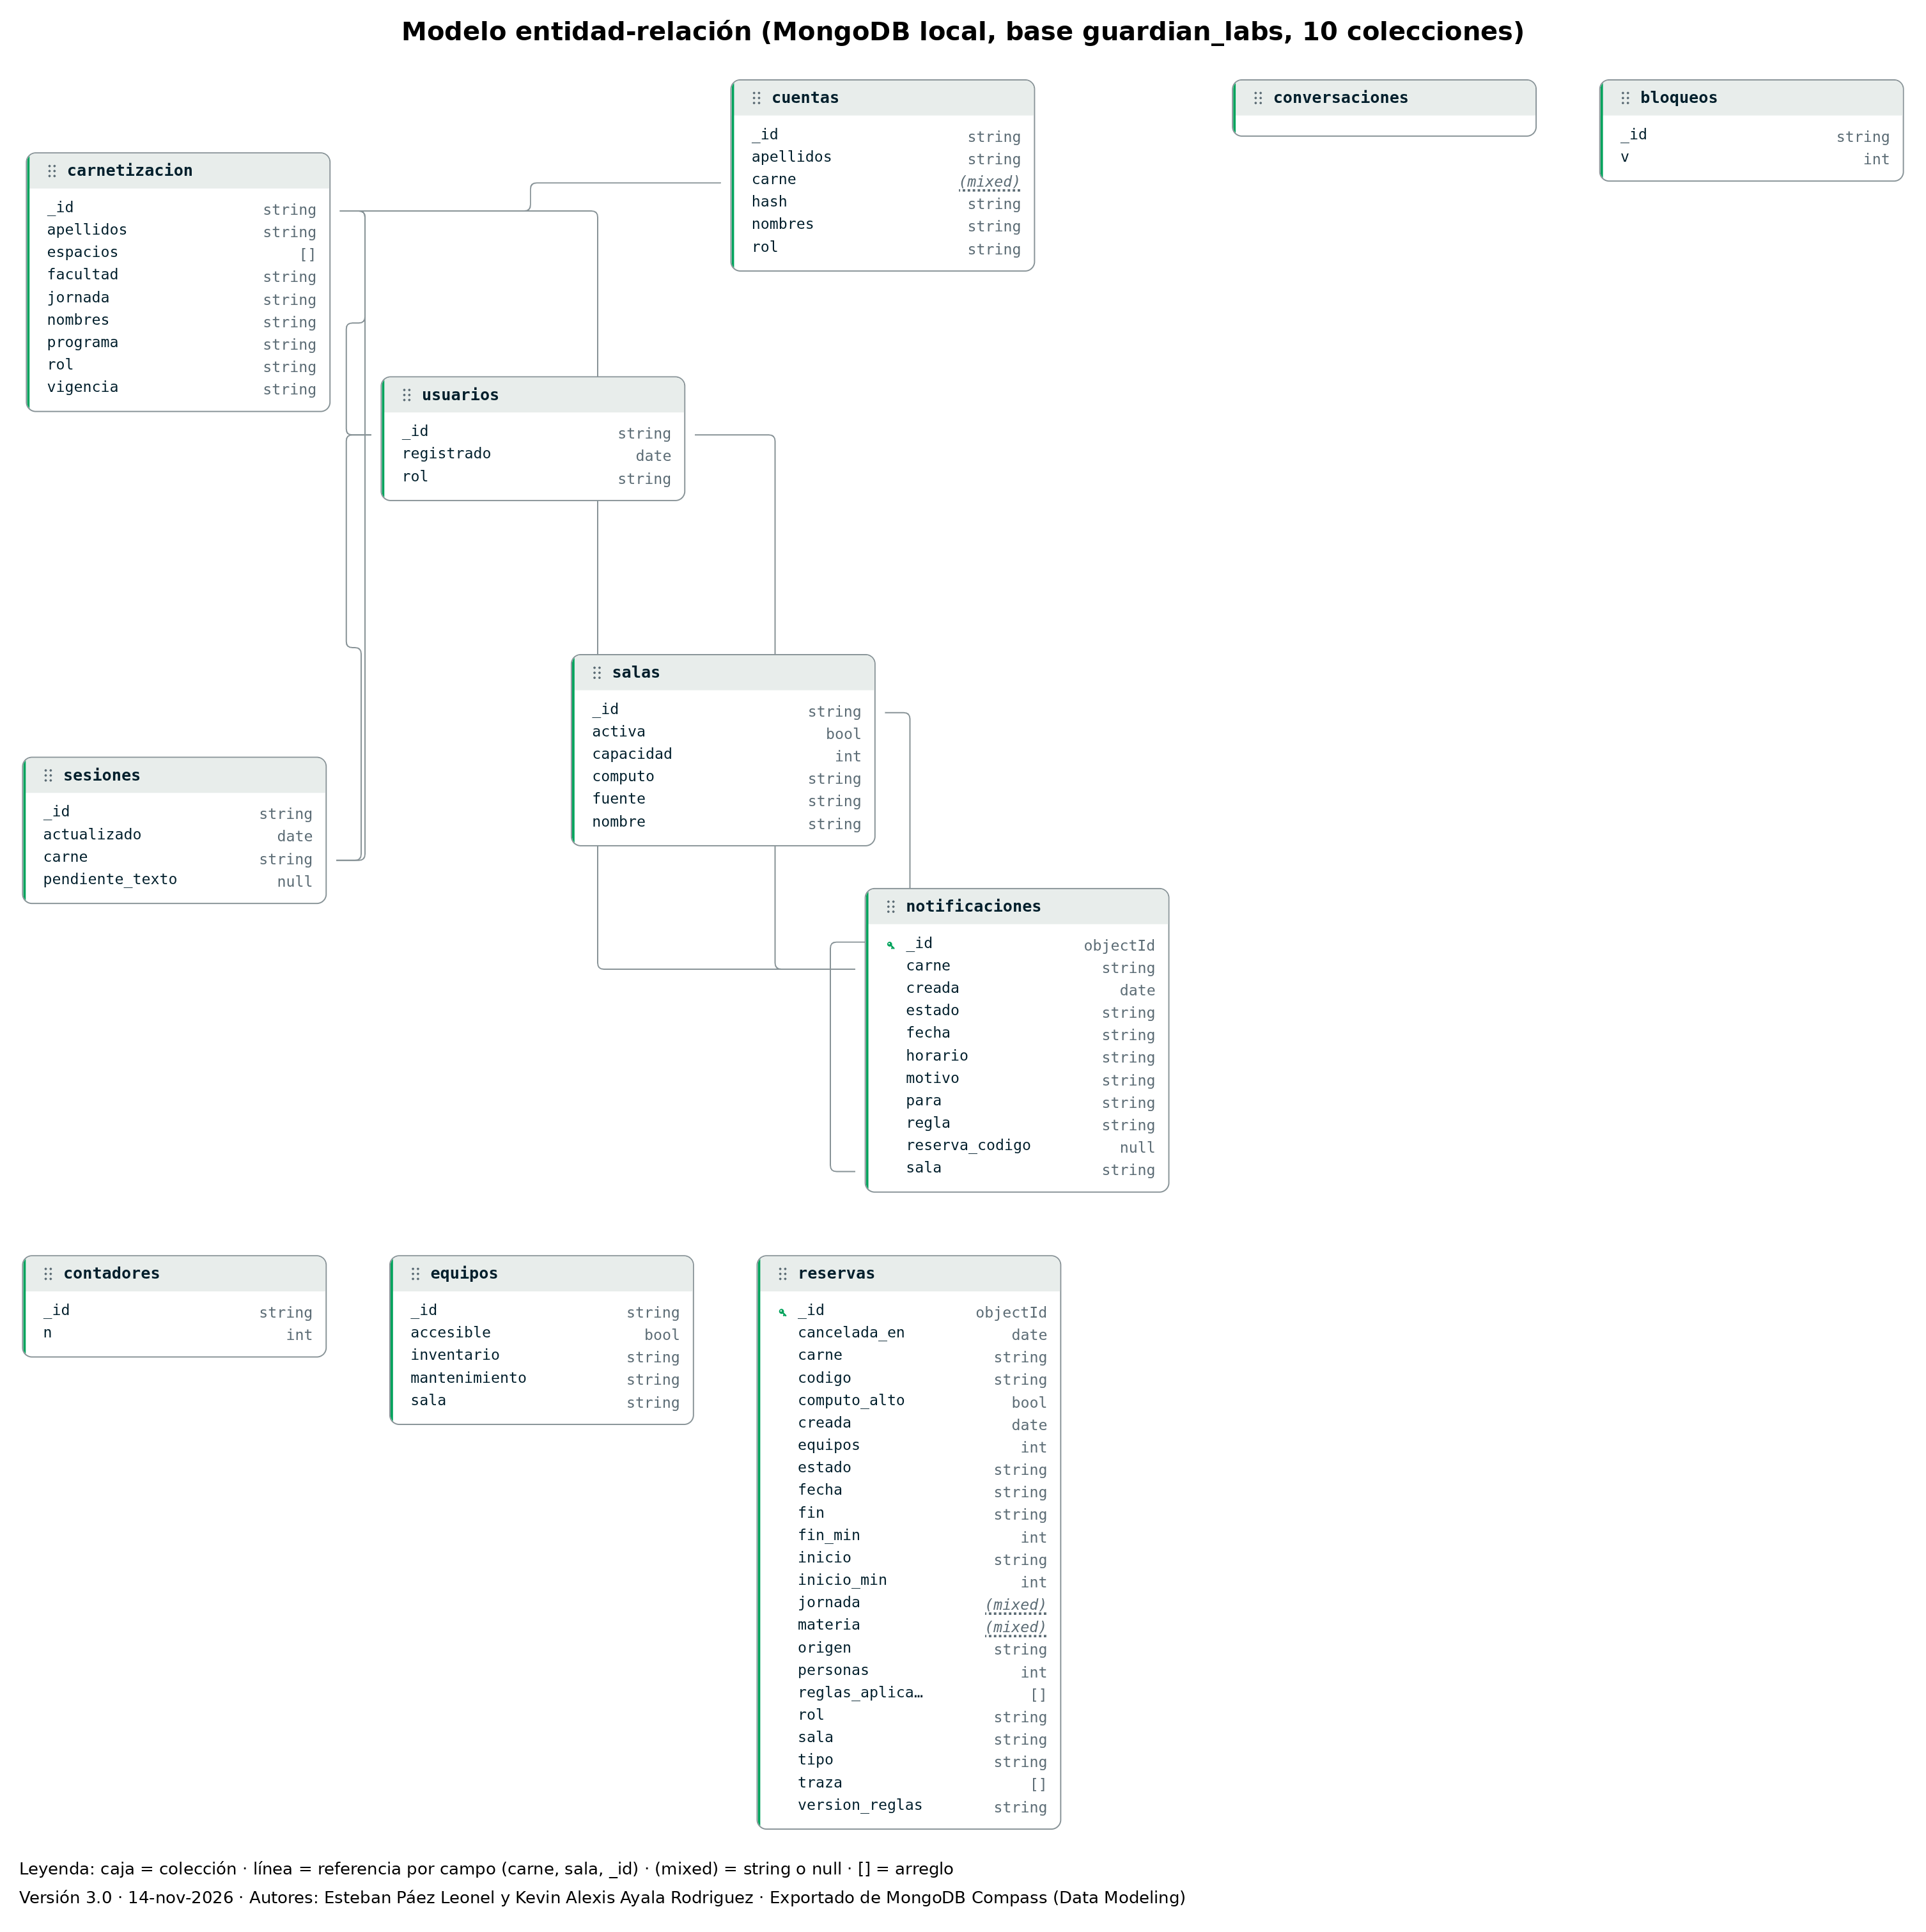 Modelo entidad-relación (MongoDB local, base guardian_labs, 10 colecciones)
cuentas
_id string
apellidos string
carne (mixed)
hash string
nombres string
rol string
conversaciones
bloqueos
_id string
v int
carnetizacion
_id string
apellidos string
espacios []
facultad string
jornada string
nombres string
programa string
rol string
vigencia string
usuarios
_id string
registrado date
rol string
salas
_id string
activa bool
capacidad int
computo string
fuente string
nombre string
sesiones
_id string
actualizado date
carne string
pendiente_texto null
notificaciones
_id objectId
carne string
creada date
estado string
fecha string
horario string
motivo string
para string
regla string
reserva_codigo null
sala string
contadores
_id string
n int
equipos
_id string
accesible bool
inventario string
mantenimiento string
sala string
reservas
_id objectId
cancelada_en date
carne string
codigo string
computo_alto bool
creada date
equipos int
estado string
fecha string
fin string
fin_min int
inicio string
inicio_min int
jornada (mixed)
materia (mixed)
origen string
personas int
reglas_aplica… []
rol string
sala string
tipo string
traza []
version_reglas string
Leyenda: caja = colección · línea = referencia por campo (carne, sala, _id) · (mixed) = string o null · [] = arreglo
Versión 3.0 · 14-nov-2026 · Autores: Esteban Páez Leonel y Kevin Alexis Ayala Rodriguez · Exportado de MongoDB Compass (Data Modeling)